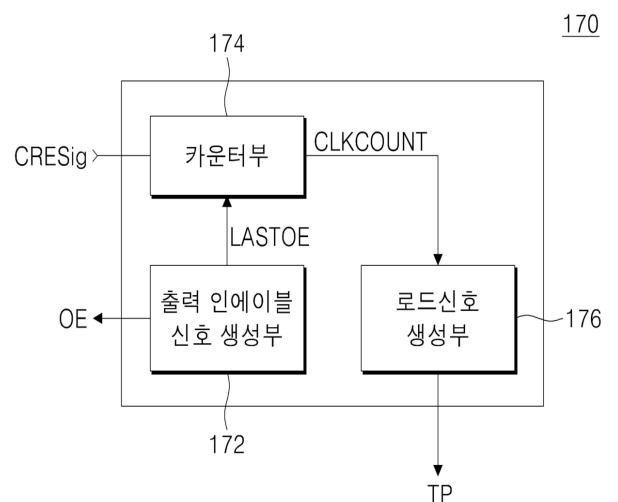 170
174
CRESig
카운터부
CLKCOUNT
LASTOE
OE
출력 인에이블
신호 생성부
로드신호
생성부
176
172
TP